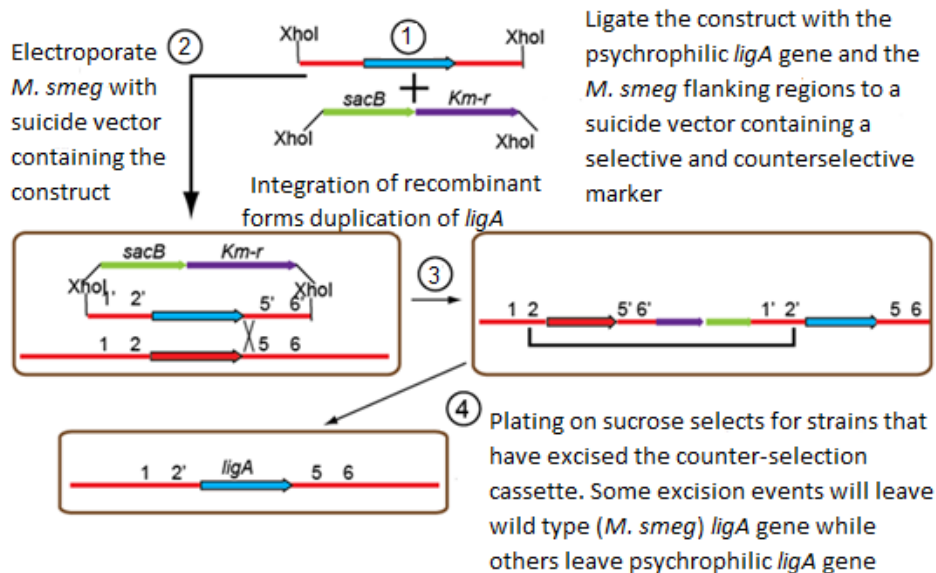 Electroporate
M. smeg with
suicide vector
containing the
construct
2
XhoI
1
XhoI
sacB
Km-r
XhoI
XhoI
Ligate the construct with the
psychrophilic ligA gene and the
M. smeg flanking regions to a
suicide vector containing a
selective and counterselective
marker
Integration of recombinant
forms duplication of ligA
sacB Km-r
XhoI XhoI
1' 2' 5' 6'
1 2 5 6
3
1 2 5' 6' 1' 2' 5 6
1 2' ligA 5 6
4
Plating on sucrose selects for strains that
have excised the counter-selection
cassette. Some excision events will leave
wild type (M. smeg) ligA gene while
others leave psychrophilic ligA gene